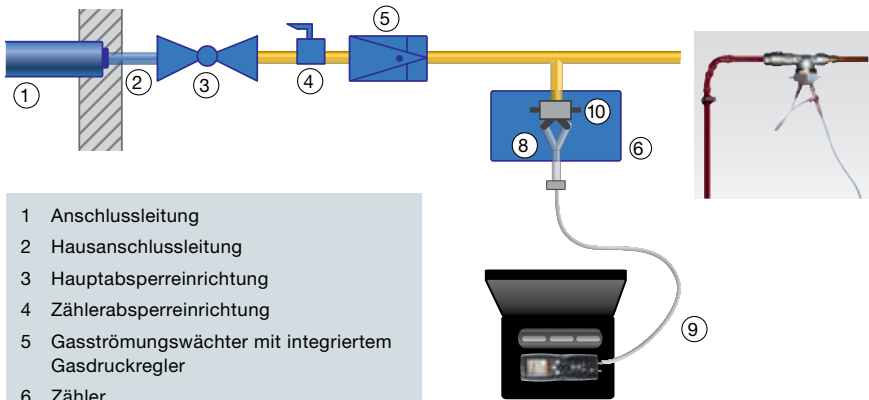 5
1
2
3
4
10
8
6
9
1 Anschlussleitung
2 Hausanschlussleitung
3 Hauptabsperreinrichtung
4 Zählerabsperreinrichtung
5 Gasströmungswächter mit integriertem
Gasdruckregler
6 Zähler